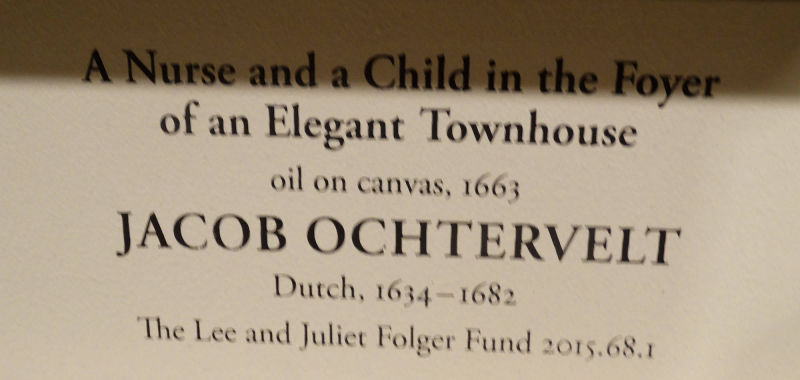 A Nurse and a Child in the Foyer
of an Elegant Townhouse
oil on canvas, 1663
JACOB OCHTERVELT
Dutch, 1634–1682
The Lee and Juliet Folger Fund 2015.68.1